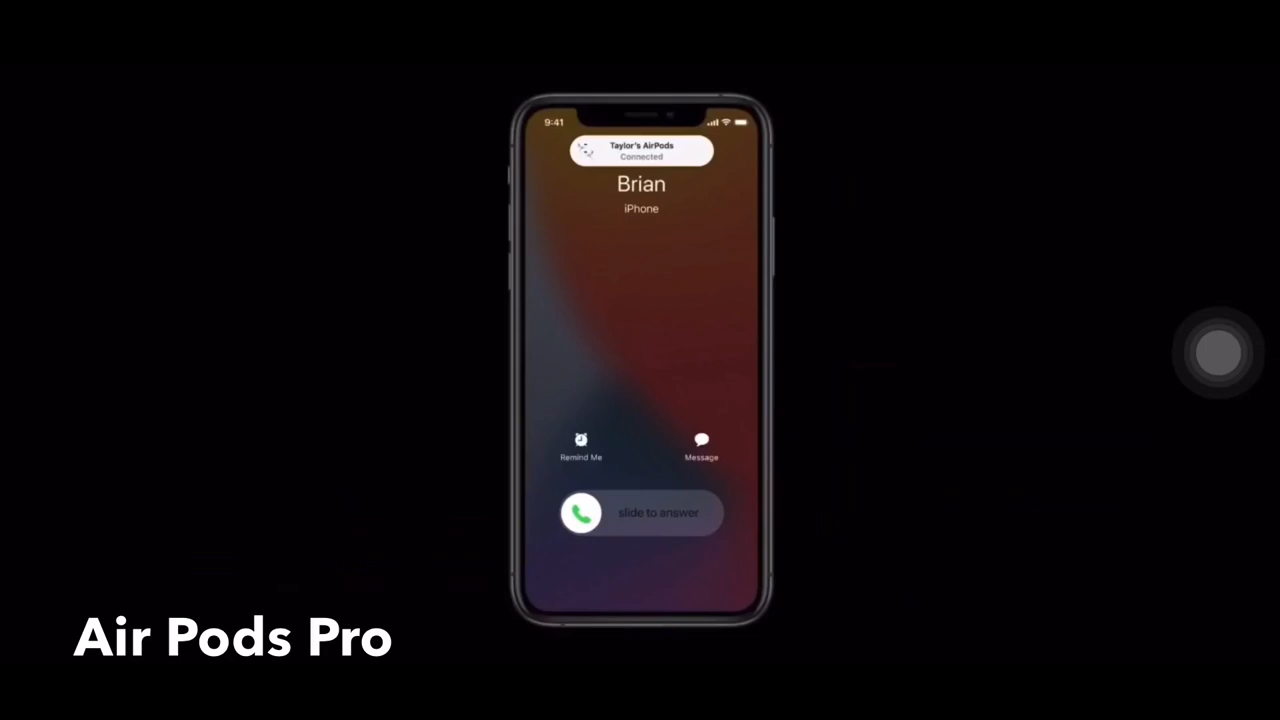 9:41
Taylor's AirPods
Connected
Brian
iPhone
Remind Me
Message
slide to answer
Air Pods Pro